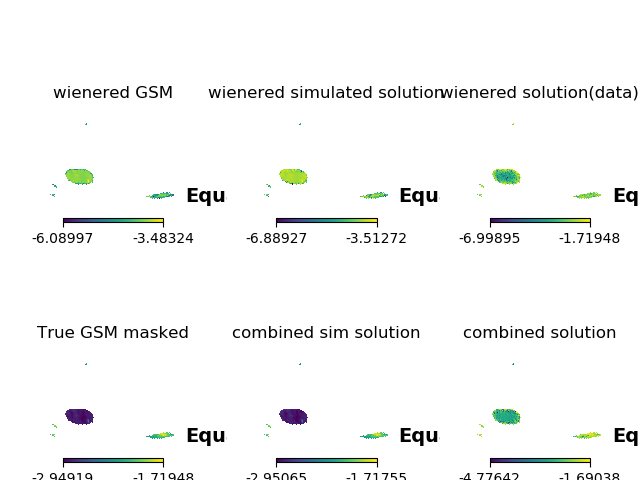 wienered GSM
wienered simulated solution
wienered solution(data)
Equ
Equ
Eq
-6.08997
-3.48324
-6.88927
-3.51272
-6.99895
-1.71948
True GSM masked
combined sim solution
combined solution
Equ
Equ
Eq
-2.94919
-1.71948
-2.95065
-1.71755
-4.77642
-1.69038